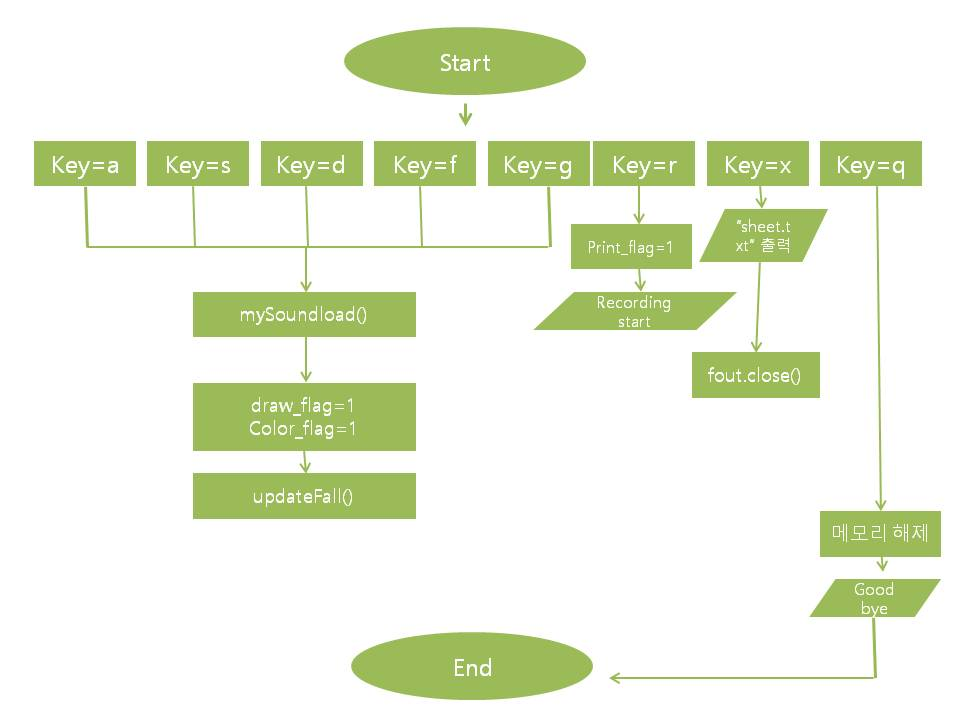 Start
Key=a
Key=s
Key=d
Key=f
Key=g
Key=r
Key=x
Key=q
"sheet.t
xt" 출력
Print_flag=1
Recording
start
mySoundload()
fout.close()
draw_flag=1
Color_flag=1
updateFall()
메모리 해제
Good
bye
End